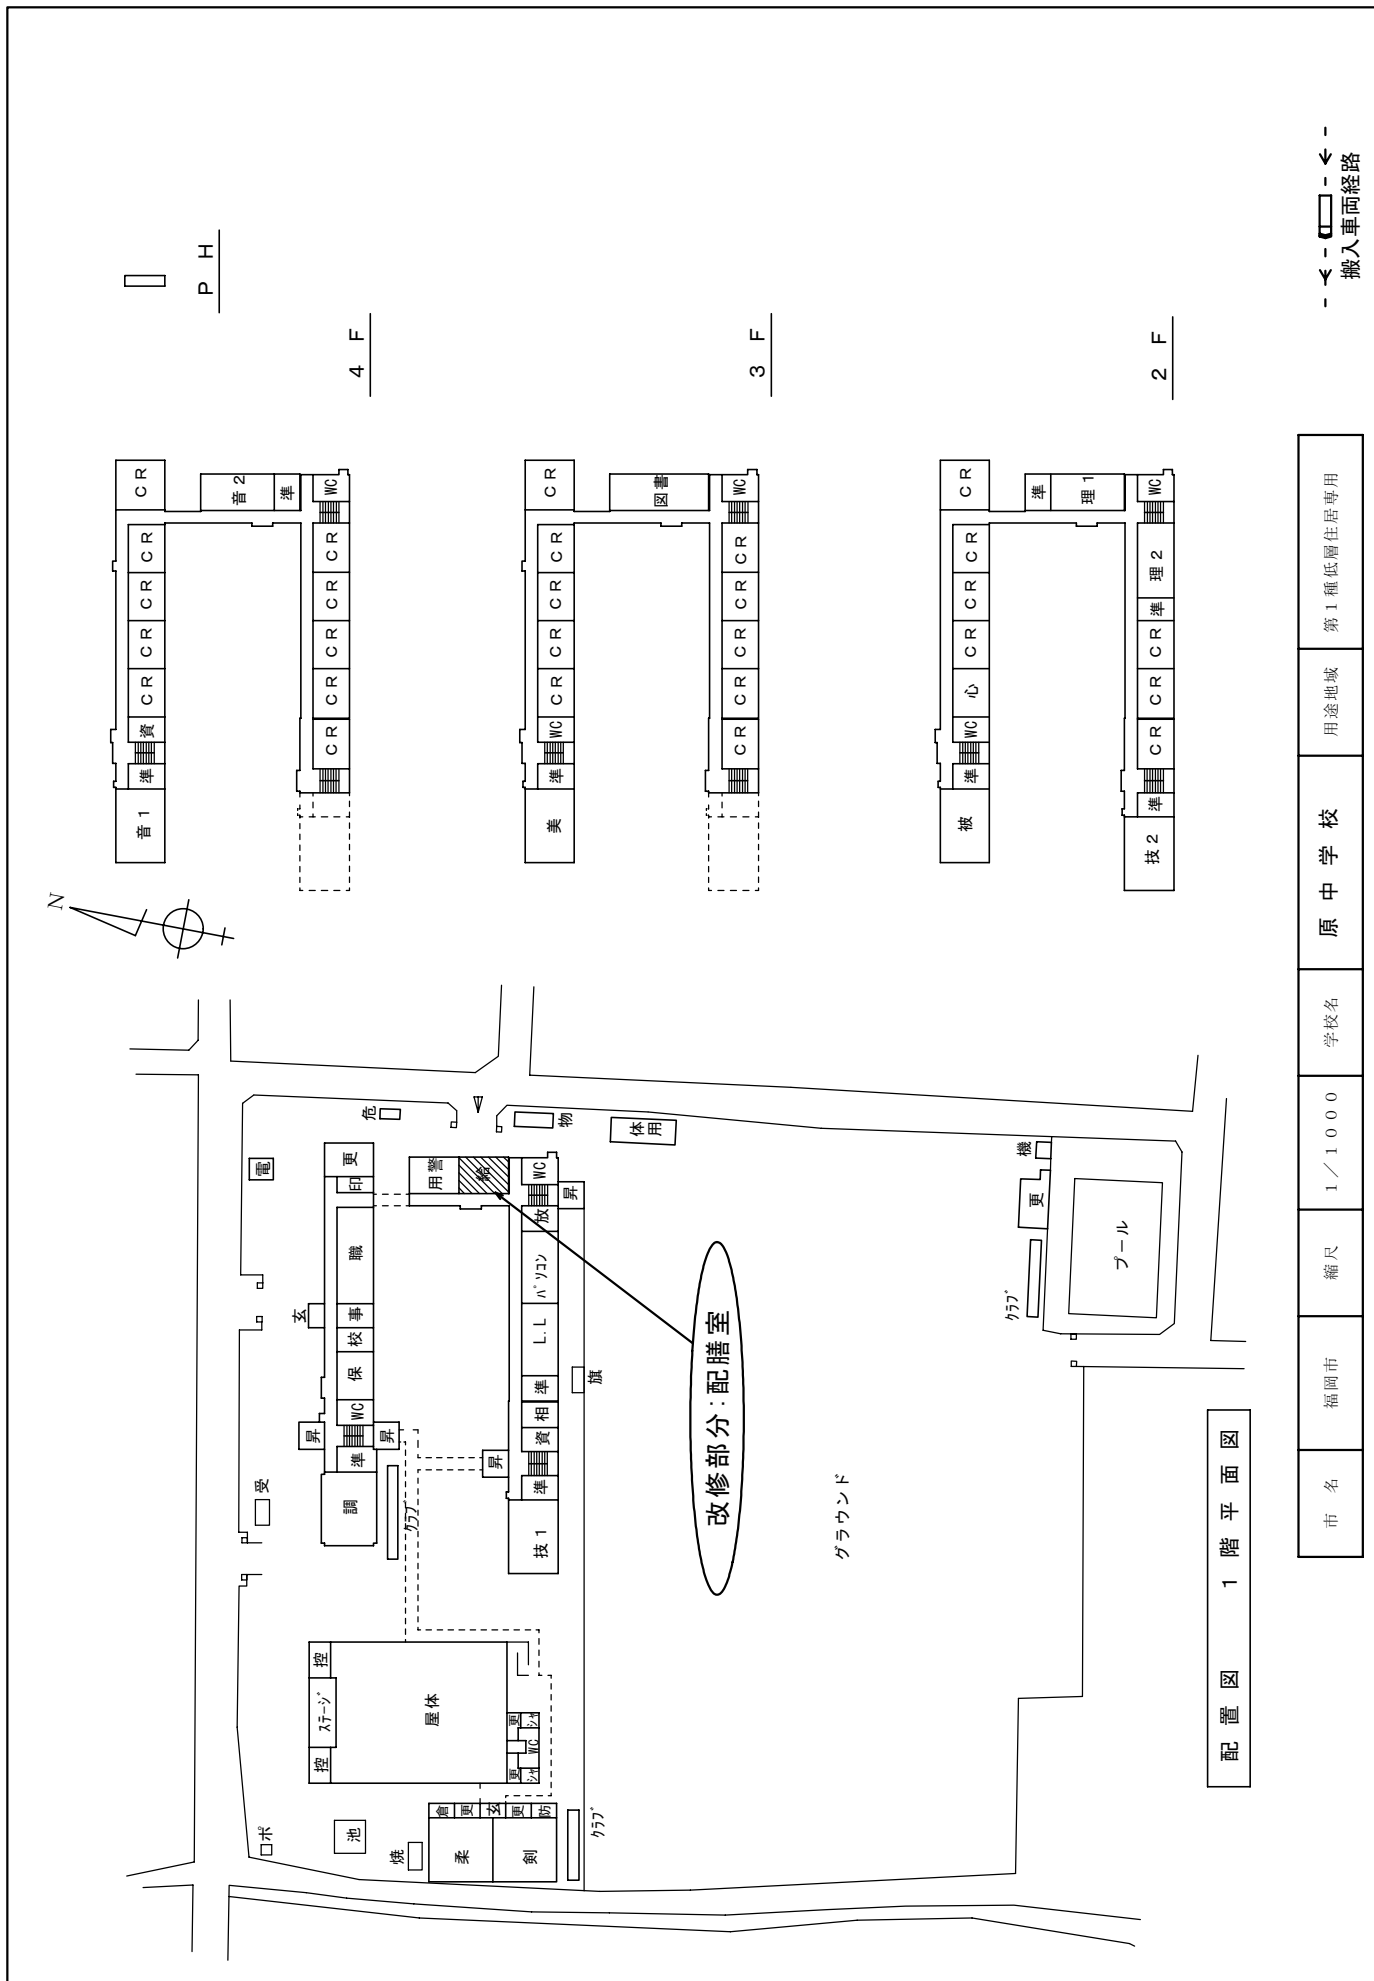 N
ポ
受
電
控
ステージ
控
昇
玄
危
池
調
準
WC
保
校
事
職
印
更
焼
クラブ
昇
屋体
用
警
給
倉
更
玄
更
防
柔
剣
更
シャ
WC
更
シャ
昇
技1
準
資
相
準
L.L
パソコン
放
WC
昇
物
クラブ
旗
体用
改修部分：配膳室
グラウンド
クラブ
更
機
プール
配置図 1階平面図
音1
準
資
CR
CR
CR
CR
CR
音2
準
CR
CR
CR
CR
CR
WC
4F
PH
美
準
WC
CR
CR
CR
CR
CR
図書
CR
CR
CR
CR
CR
WC
3F
被
準
WC
心
CR
CR
CR
CR
準
理1
技2
準
CR
CR
CR
準
理2
WC
2F
市名 福岡市 縮尺 1/1000 学校名 原中学校 用途地域 第1種低層住居専用
搬入車両経路